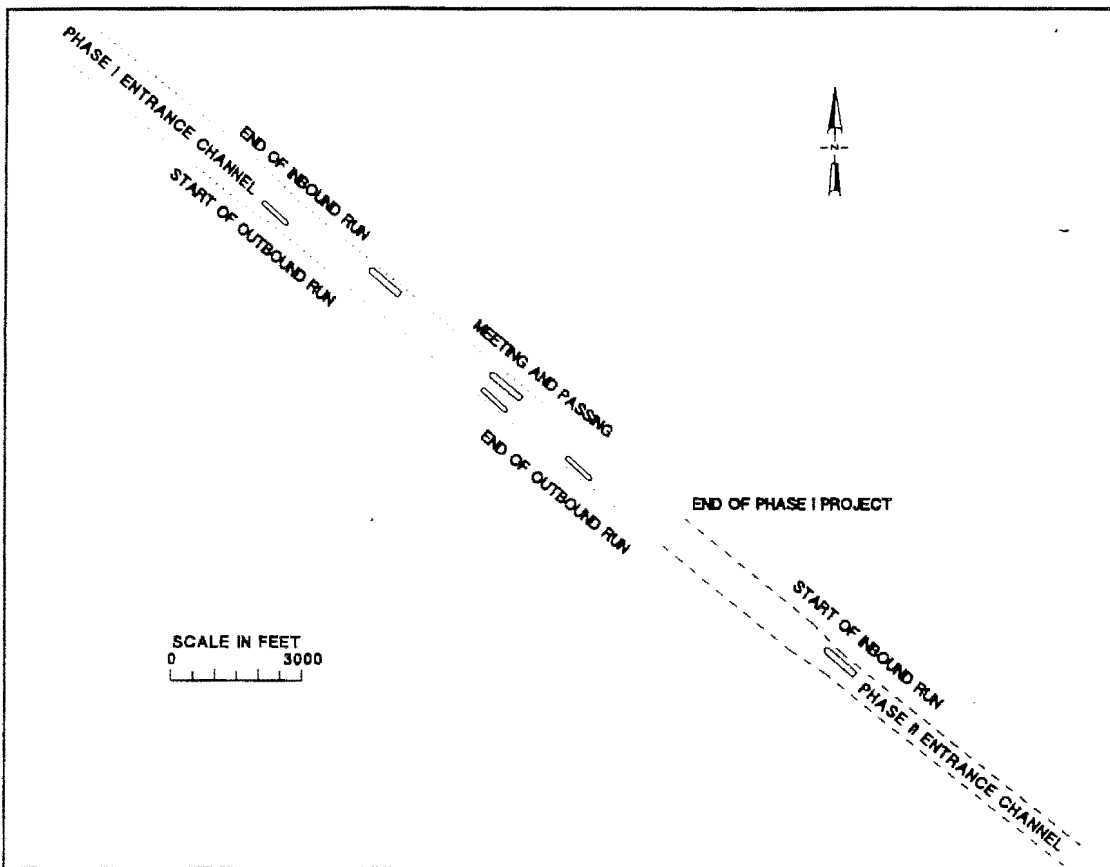 PHASE I ENTRANCE CHANNEL
END OF INBOUND RUN
START OF OUTBOUND RUN
N
MEETING AND PASSING
END OF OUTBOUND RUN
END OF PHASE I PROJECT
START OF INBOUND RUN
SCALE IN FEET
0 3000
PHASE II ENTRANCE CHANNEL